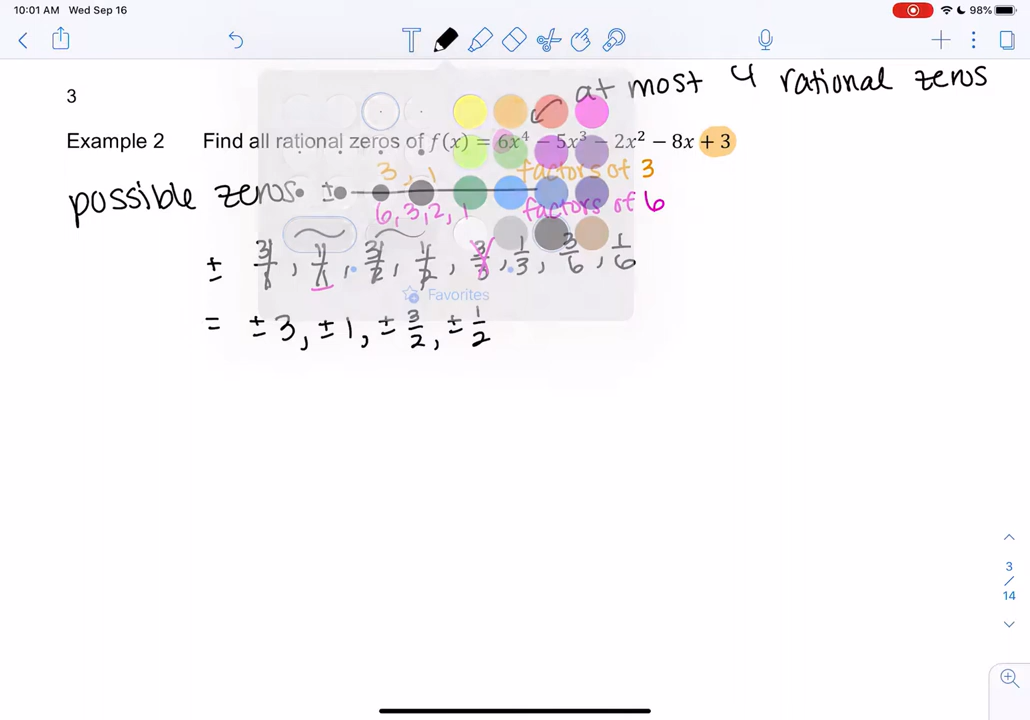 10:01 AM Wed Sep 16
98%
T
at most 4 rational zeros
3
Example 2 Find all rational zeros of f(x) = 6x⁴ − 5x³ − 2x² − 8x + 3
possible zeros ± 3, 1 factors of 3
6, 3, 2, 1 factors of 6
± 3/1, 1/1, 3/2, 1/2, 3/3, 1/3, 3/6, 1/6
Favorites
= ±3, ±1, ±3/2, ±1/2
3
/
14